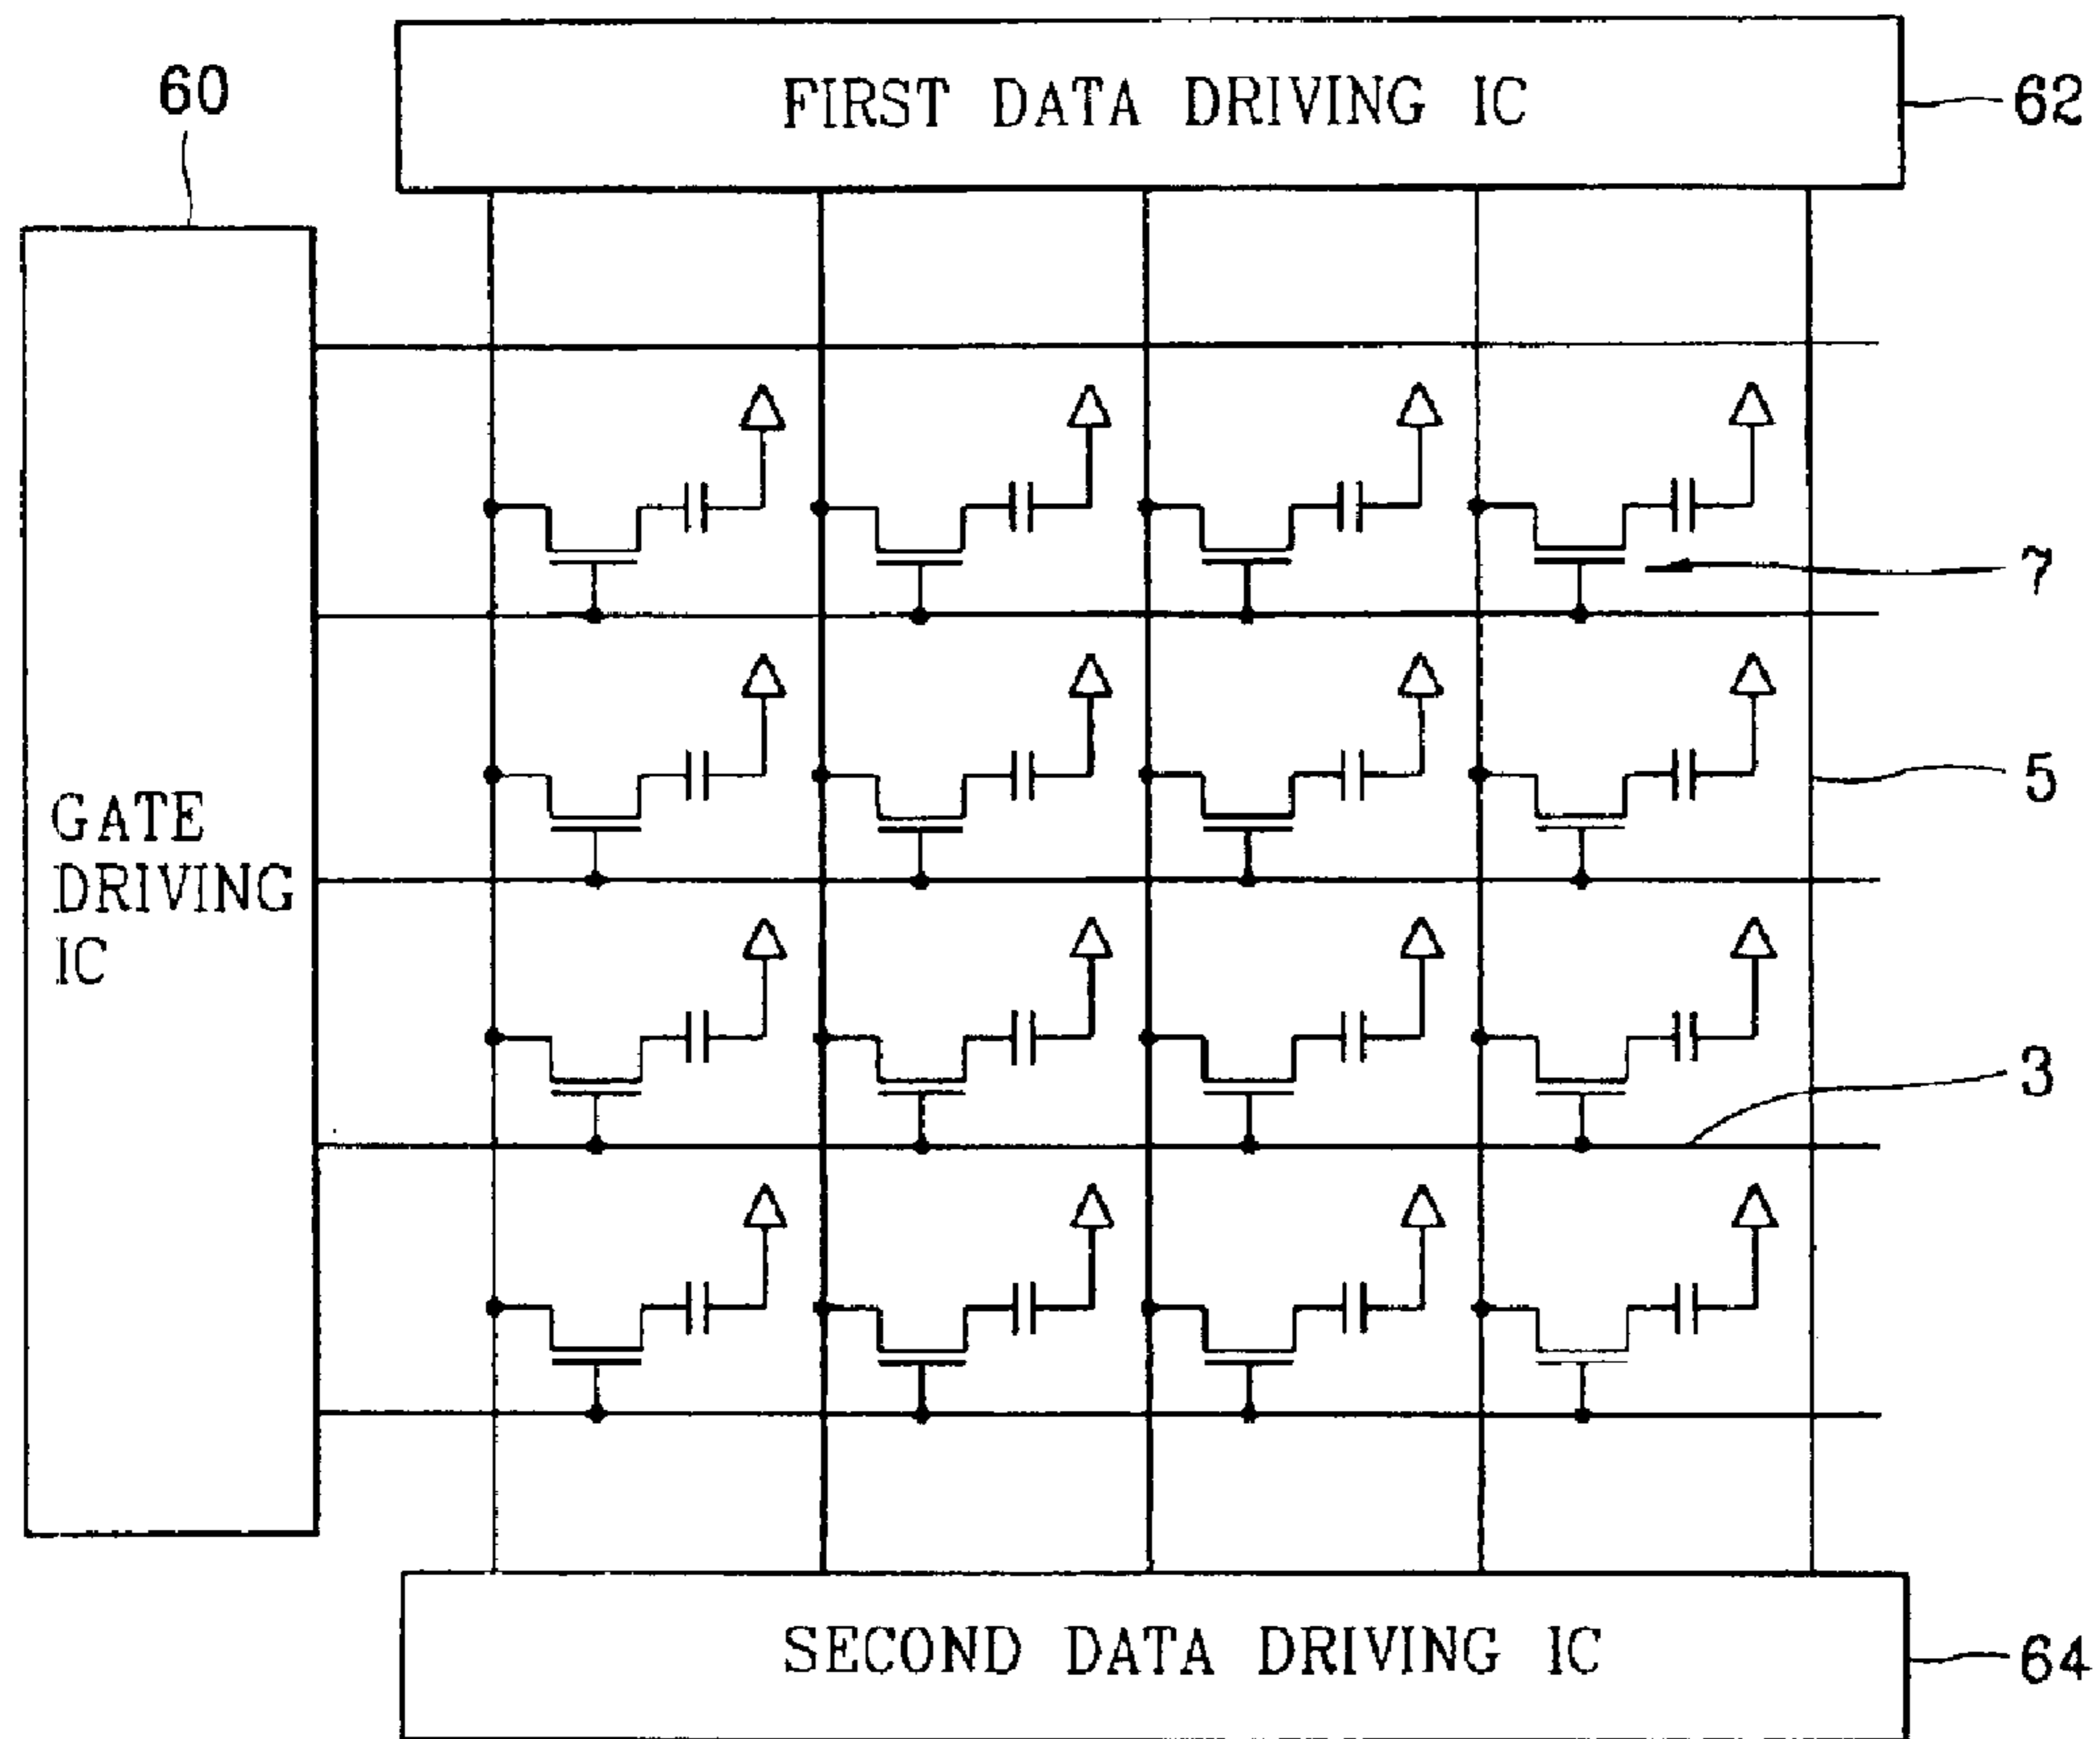 FIRST DATA DRIVING IC
62
60
7
5
GATE
DRIVING
IC
3
SECOND DATA DRIVING IC
64